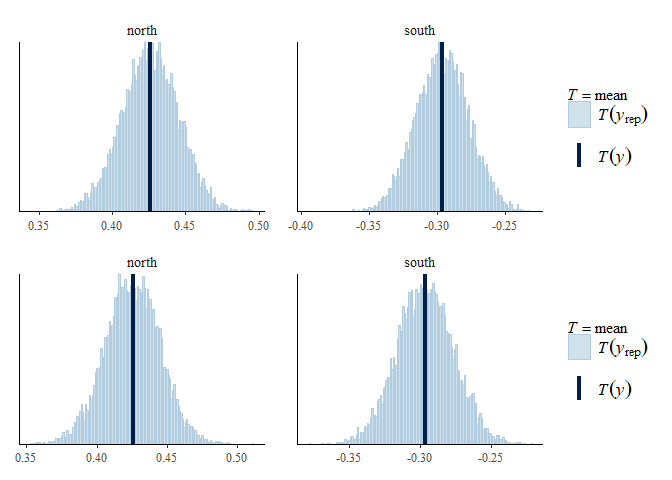 north south
T = mean
T(yrep)
T(y)
0.35 0.40 0.45 0.50 -0.40 -0.35 -0.30 -0.25
north south
T = mean
T(yrep)
T(y)
0.35 0.40 0.45 0.50 -0.35 -0.30 -0.25